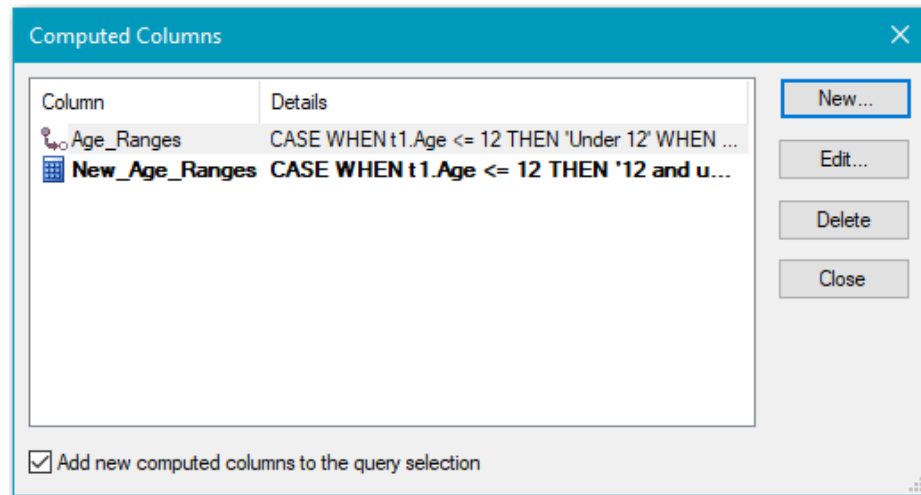 Computed Columns
Column Details
Age_Ranges CASE WHEN t1.Age <= 12 THEN 'Under 12' WHEN ...
New_Age_Ranges CASE WHEN t1.Age <= 12 THEN '12 and u...
New...
Edit...
Delete
Close
Add new computed columns to the query selection